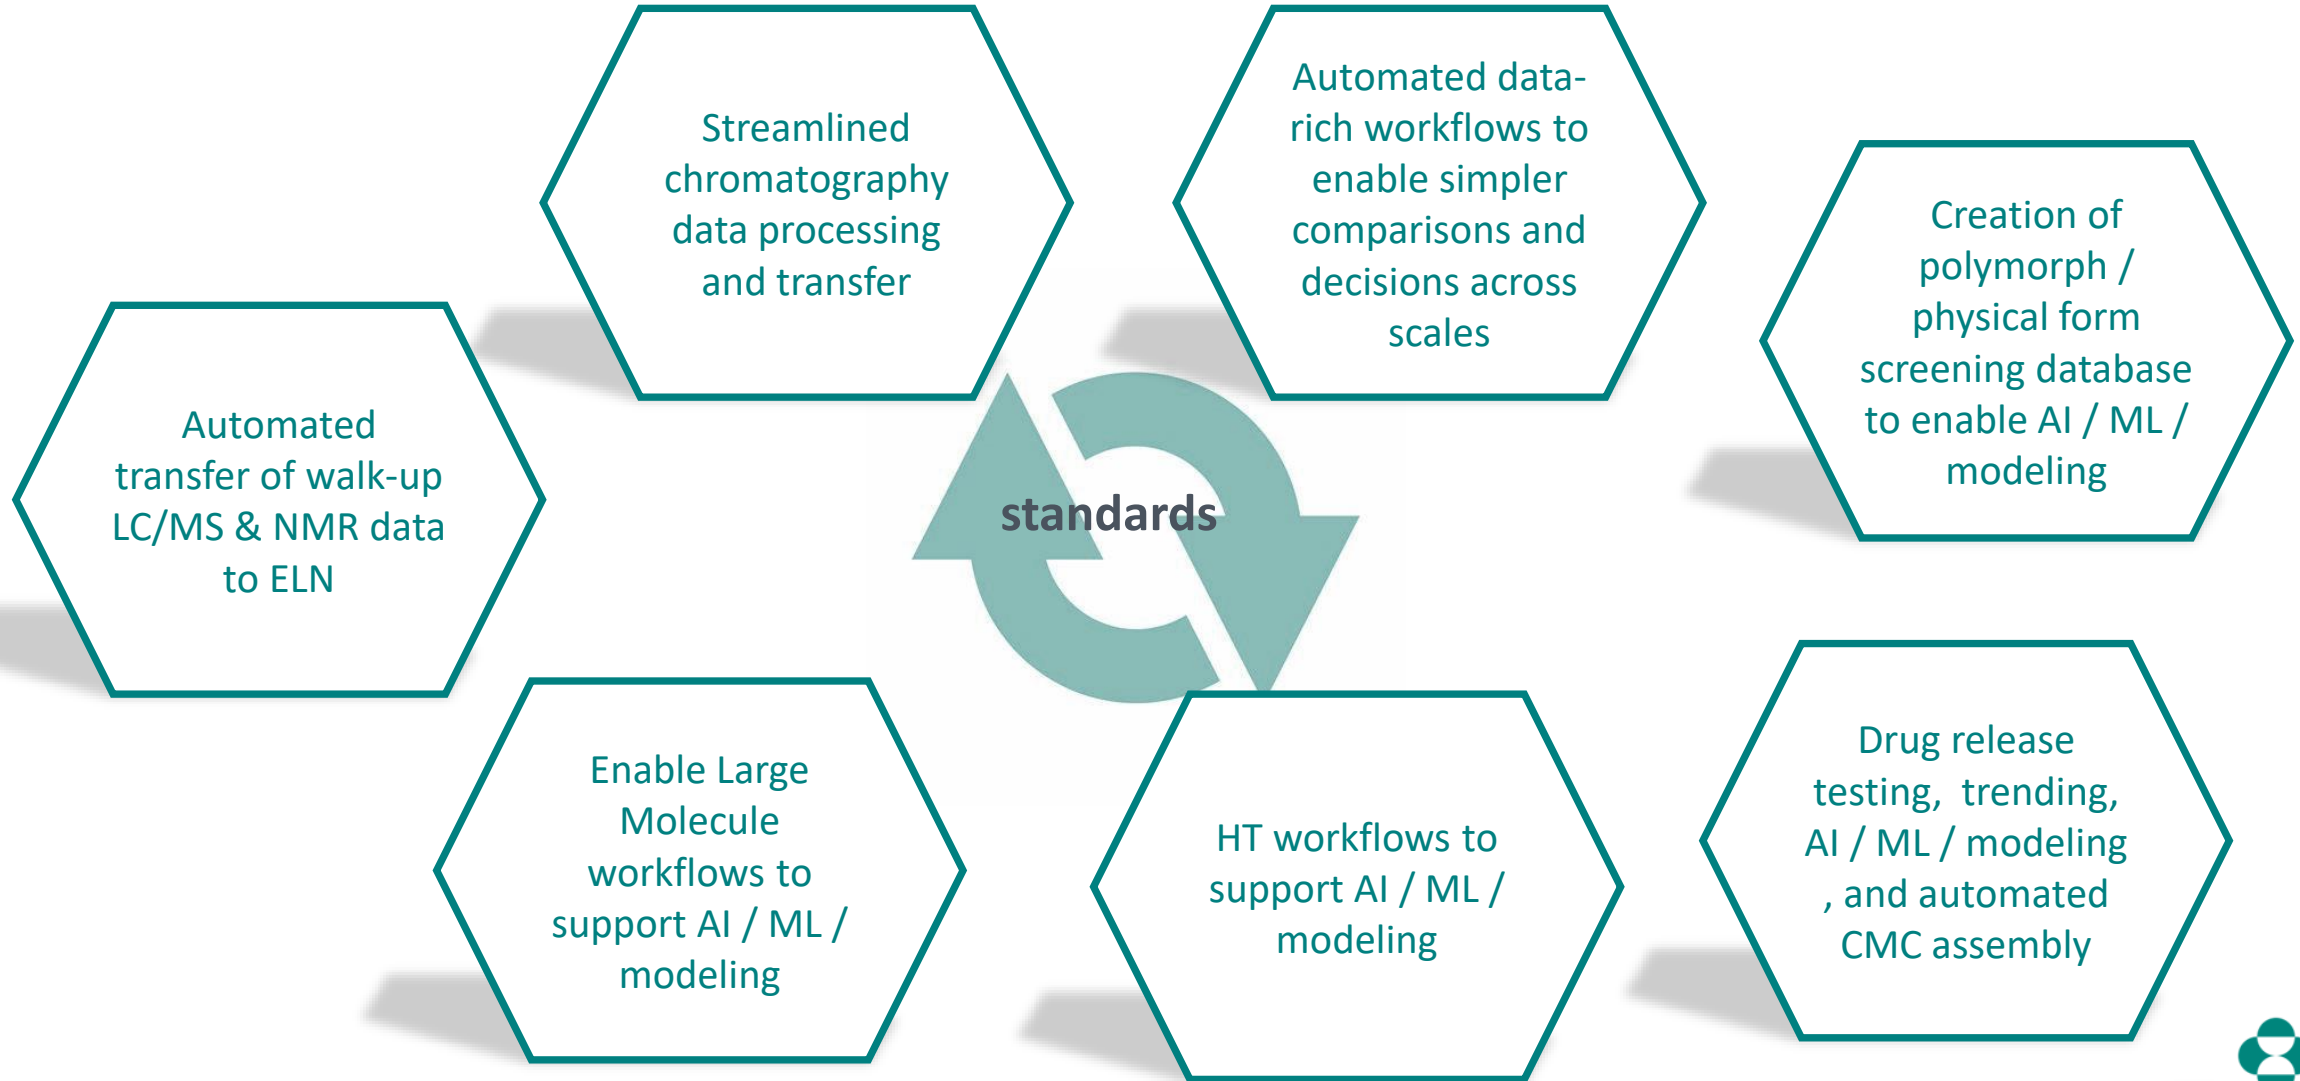 Streamlined
chromatography
data processing
and transfer
Automated data-
rich workflows to
enable simpler
comparisons and
decisions across
scales
Creation of
polymorph /
physical form
screening database
to enable AI / ML /
modeling
Automated
transfer of walk-up
LC/MS & NMR data
to ELN
standards
Enable Large
Molecule
workflows to
support AI / ML /
modeling
HT workflows to
support AI / ML /
modeling
Drug release
testing,  trending,
AI / ML / modeling
, and automated
CMC assembly